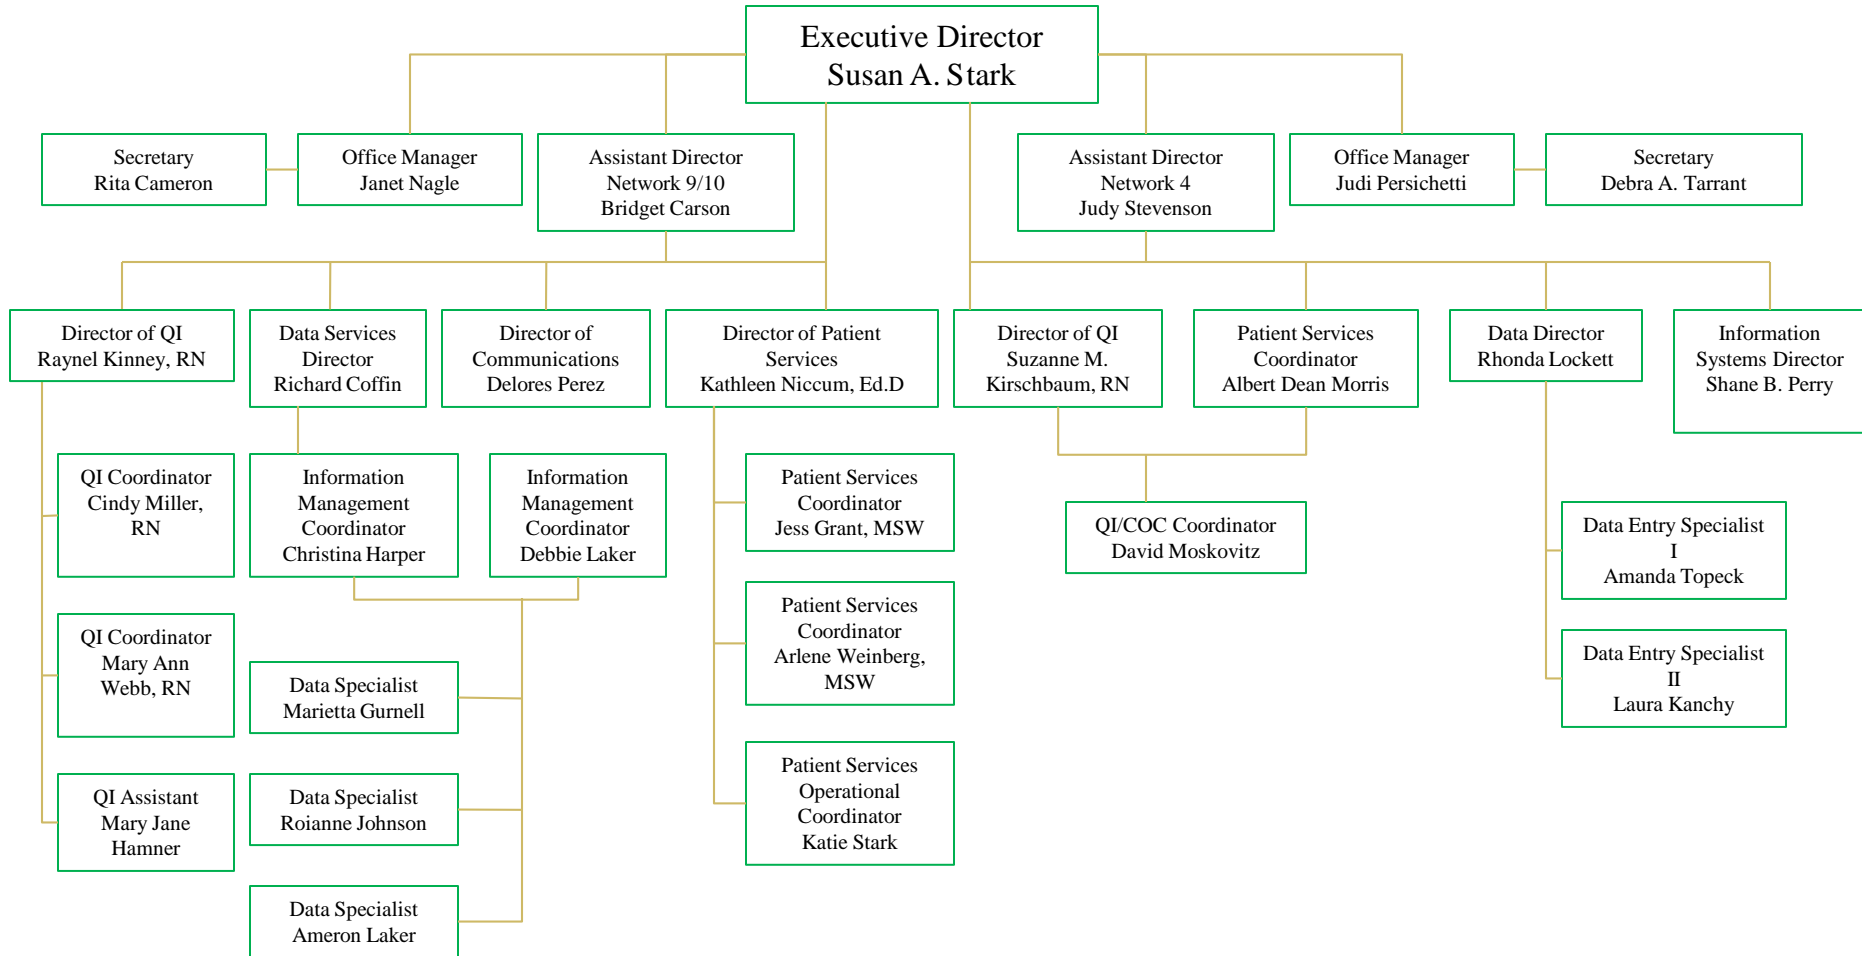 Executive Director
Susan A. Stark
Secretary
Rita Cameron
Office Manager
Janet Nagle
Assistant Director
Network 9/10
Bridget Carson
Assistant Director
Network 4
Judy Stevenson
Office Manager
Judi Persichetti
Secretary
Debra A. Tarrant
Director of QI
Raynel Kinney, RN
Data Services
Director
Richard Coffin
Director of
Communications
Delores Perez
Director of Patient
Services
Kathleen Niccum, Ed.D
Director of QI
Suzanne M.
Kirschbaum, RN
Patient Services
Coordinator
Albert Dean Morris
Data Director
Rhonda Lockett
Information
Systems Director
Shane B. Perry
QI Coordinator
Cindy Miller,
RN
Information
Management
Coordinator
Christina Harper
Information
Management
Coordinator
Debbie Laker
Patient Services
Coordinator
Jess Grant, MSW
QI/COC Coordinator
David Moskovitz
Data Entry Specialist
I
Amanda Topeck
QI Coordinator
Mary Ann
Webb, RN
Data Specialist
Marietta Gurnell
Patient Services
Coordinator
Arlene Weinberg,
MSW
Data Entry Specialist
II
Laura Kanchy
QI Assistant
Mary Jane
Hamner
Data Specialist
Roianne Johnson
Patient Services
Operational
Coordinator
Katie Stark
Data Specialist
Ameron Laker